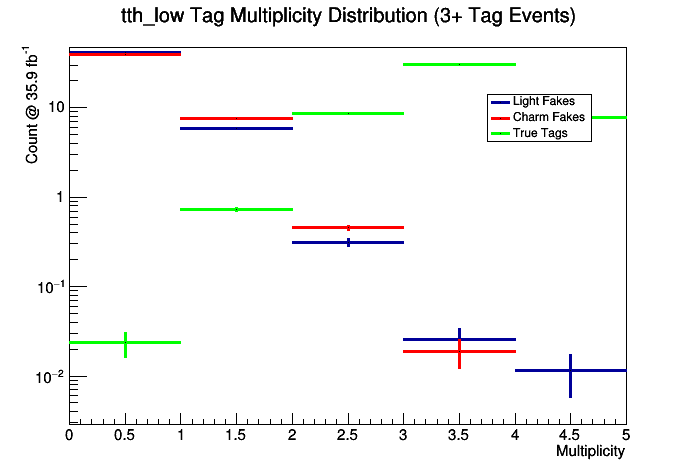 tth_low Tag Multiplicity Distribution (3+ Tag Events)
Count @ 35.9 fb⁻¹
10
1
10⁻¹
10⁻²
Light Fakes
Charm Fakes
True Tags
0 0.5 1 1.5 2 2.5 3 3.5 4 4.5 5
Multiplicity